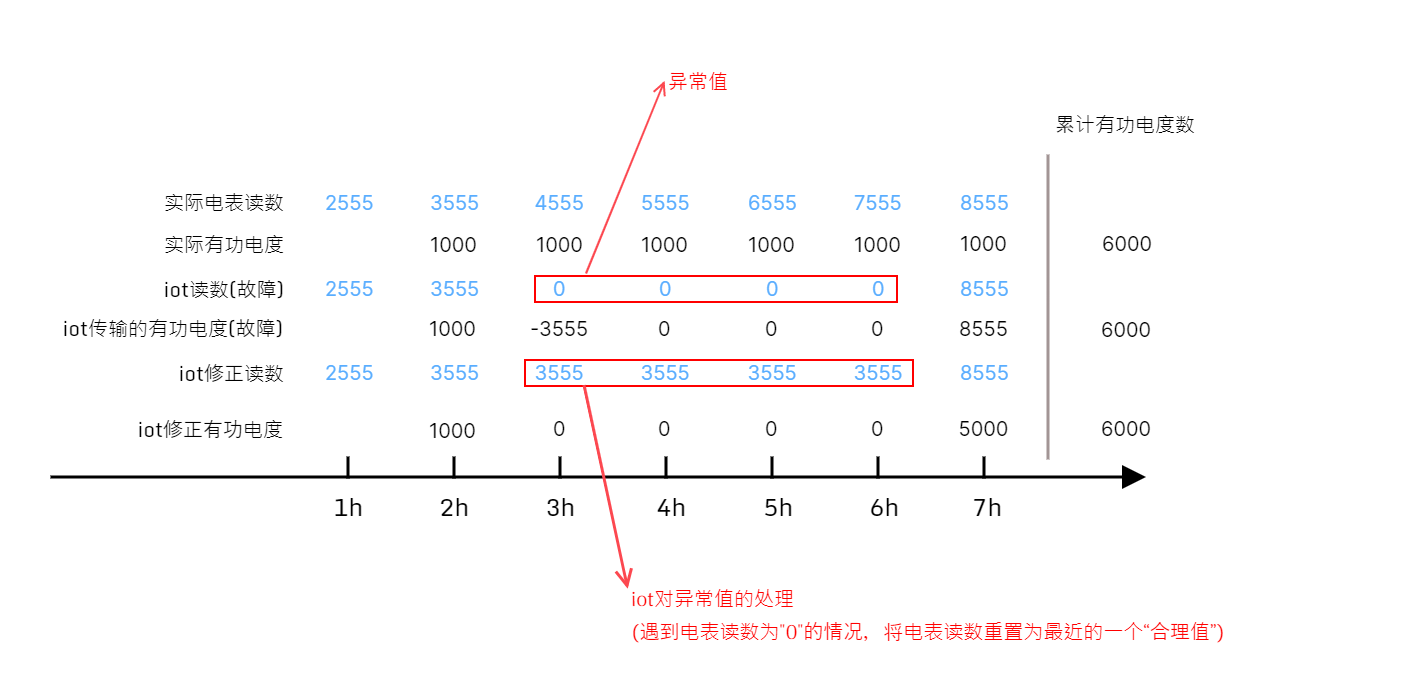 异常值
累计有功电度数
实际电表读数 2555 3555 4555 5555 6555 7555 8555
实际有功电度 1000 1000 1000 1000 1000 1000 6000
iot读数(故障) 2555 3555 0 0 0 0 8555
iot传输的有功电度(故障) 1000 -3555 0 0 0 8555 6000
iot修正读数 2555 3555 3555 3555 3555 3555 8555
iot修正有功电度 1000 0 0 0 0 5000 6000
1h 2h 3h 4h 5h 6h 7h
iot对异常值的处理
(遇到电表读数为"0"的情况，将电表读数重置为最近的一个“合理值”)